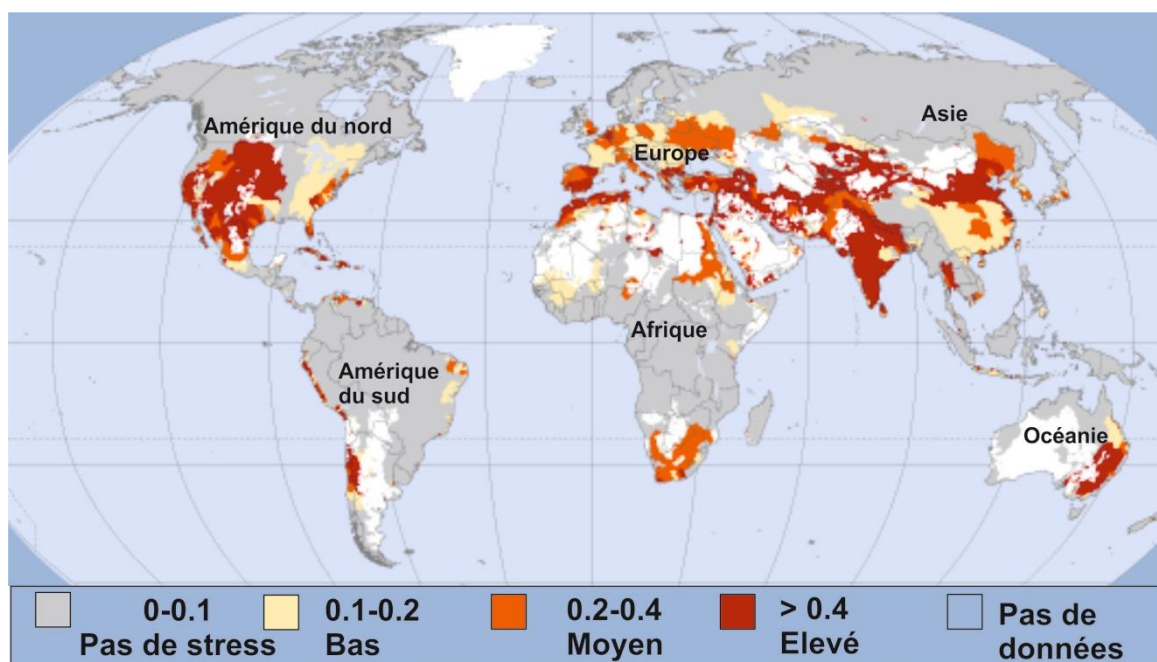 Amérique du nord
Asie
Europe
Afrique
Amérique
du sud
Océanie
0-0.1
Pas de stress
0.1-0.2
Bas
0.2-0.4
Moyen
> 0.4
Elevé
Pas de
données